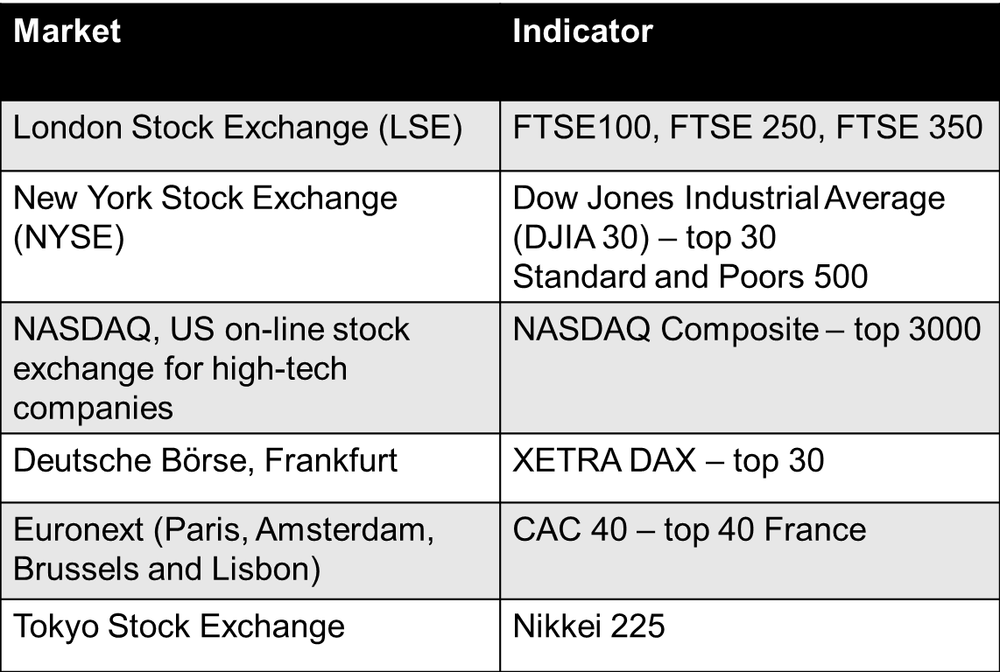 Market
Indicator
London Stock Exchange (LSE)
FTSE100, FTSE 250, FTSE 350
New York Stock Exchange
(NYSE)
Dow Jones Industrial Average
(DJIA 30) – top 30
Standard and Poors 500
NASDAQ, US on-line stock
exchange for high-tech
companies
NASDAQ Composite – top 3000
Deutsche Börse, Frankfurt
XETRA DAX – top 30
Euronext (Paris, Amsterdam,
Brussels and Lisbon)
CAC 40 – top 40 France
Tokyo Stock Exchange
Nikkei 225